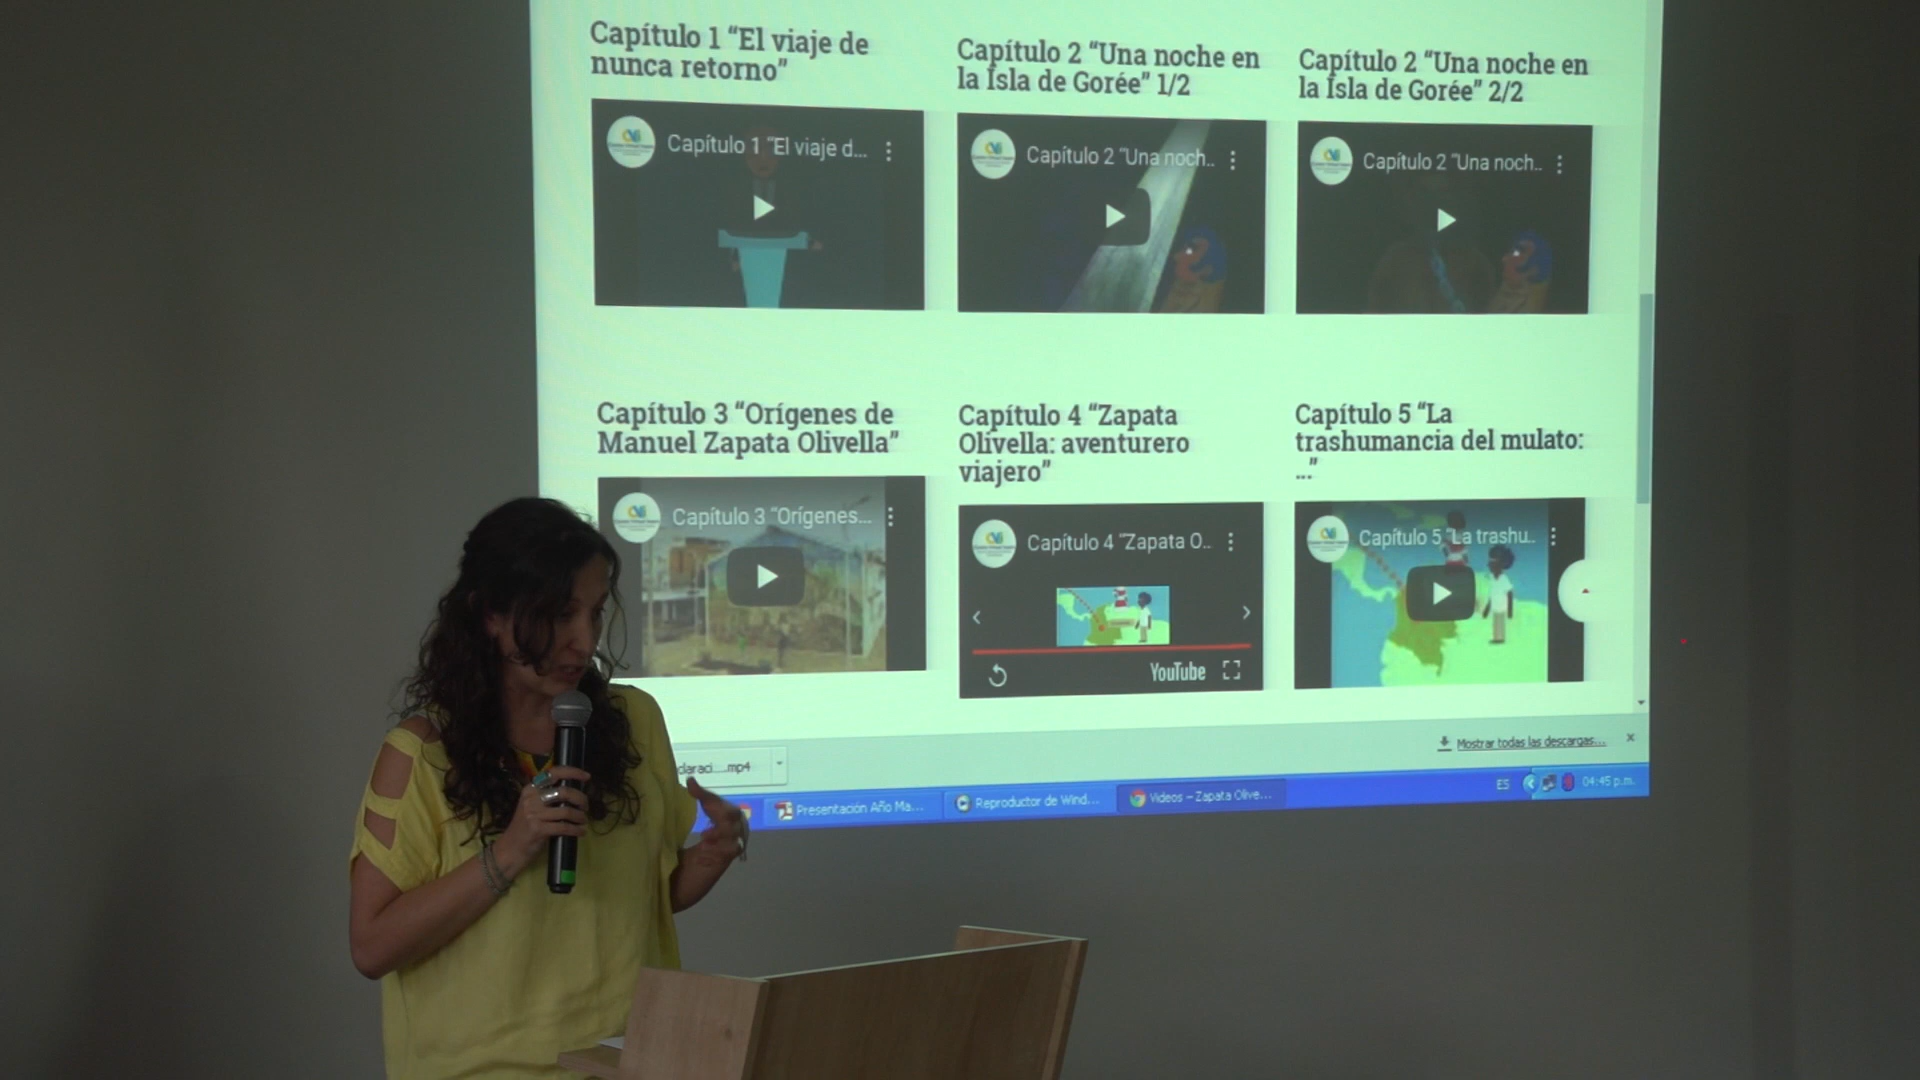 Capítulo 1 “El viaje de
nunca retorno”
Capítulo 2 “Una noche en
la Isla de Gorée” 1/2
Capítulo 2 “Una noche en
la Isla de Gorée” 2/2
Capítulo 1 “El viaje d...
Capítulo 2 “Una noch..
Capítulo 2 “Una noch..
Capítulo 3 “Orígenes de
Manuel Zapata Olivella”
Capítulo 4 “Zapata
Olivella: aventurero
viajero”
Capítulo 5 “La
trashumancia del mulato:
...”
Capítulo 3 “Orígenes...
Capítulo 4 “Zapata O..
Capítulo 5 “La trashu..
YouTube
claraci....mp4
Mostrar todas las descargas...
Presentación Año Ma...
Reproductor de Wind...
Videos – Zapata Olive...
ES
04:45 p.m.